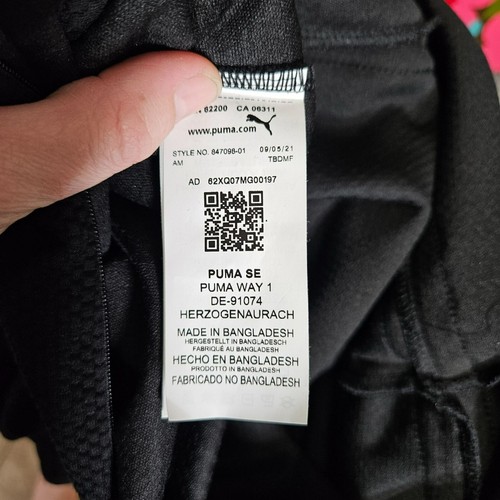 62200 CA 06311
www.puma.com
STYLE NO. 847098-01 09/05/21
AM TBDMF
AD 62XQ07MG00197
PUMA SE
PUMA WAY 1
DE-91074
HERZOGENAURACH
MADE IN BANGLADESH
HERGESTELLT IN BANGLADESCH
FABRIQUÉ AU BANGLADESH
HECHO EN BANGLADESH
PRODOTTO IN BANGLADESH
FABRICADO NO BANGLADESH